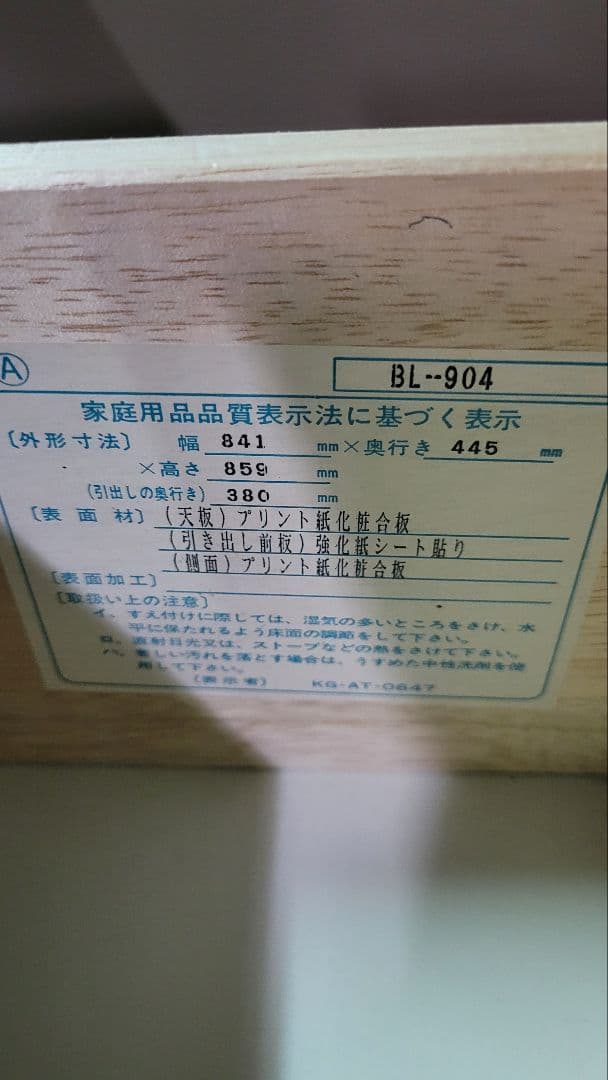 A
BL--904
家庭用品品質表示法に基づく表示
〔外形寸法〕 幅 841 mm × 奥行き 445 mm
×高さ 859 mm
(引出しの奥行き) 380 mm
〔表面材〕 (天板) プリント紙化粧合板
(引き出し前板) 強化紙シート貼り
(側面) プリント紙化粧合板
〔表面加工〕
〔取扱い上の注意〕
イ. すえ付けに際しては、湿気の多いところをさけ、水
平に保たれるよう床面の調節をして下さい。
ロ. 直射日光又は、ストーブなどの熱をさけて下さい。
ハ. 著しい汚れを落とす場合は、うすめた中性洗剤を使
用して下さい。
〔表示者〕 KG-AT-0647